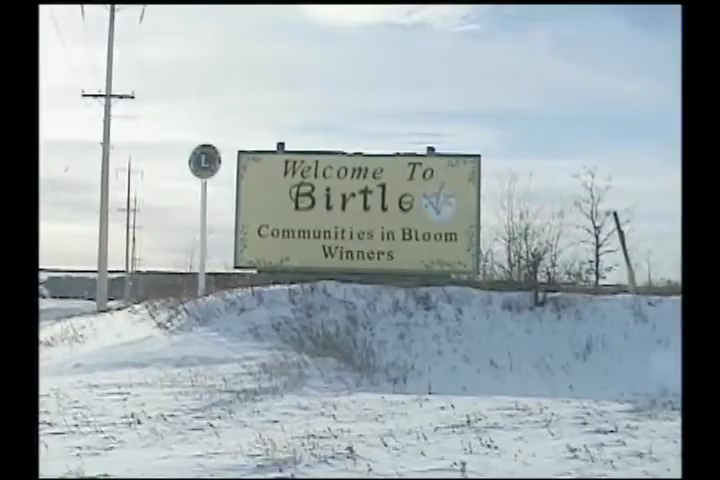 L
Welcome To
Birtle
Communities in Bloom
Winners